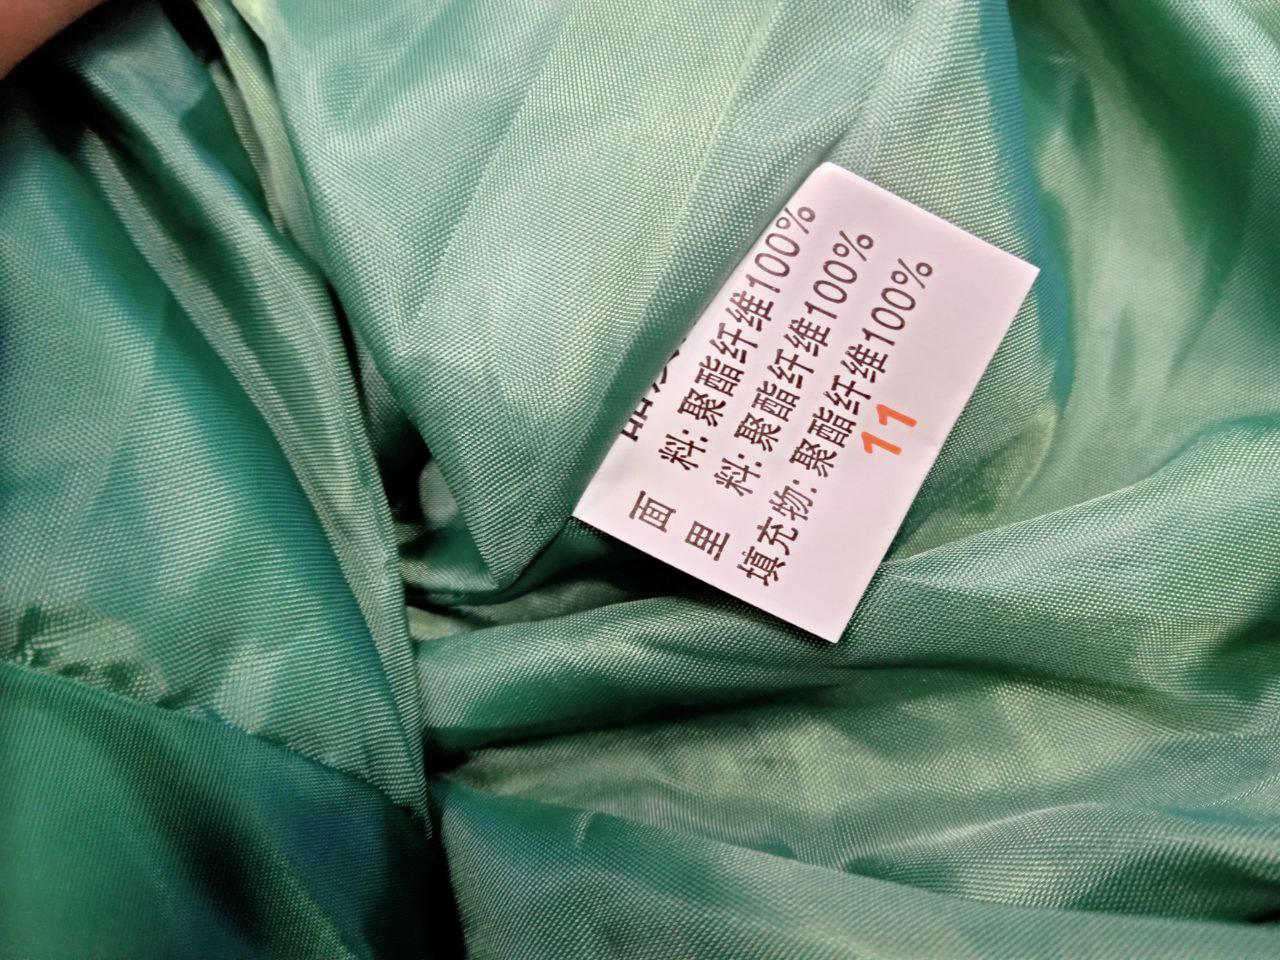 面 料: 聚酯纤维100%
里 料: 聚酯纤维100%
填充物: 聚酯纤维100%
11